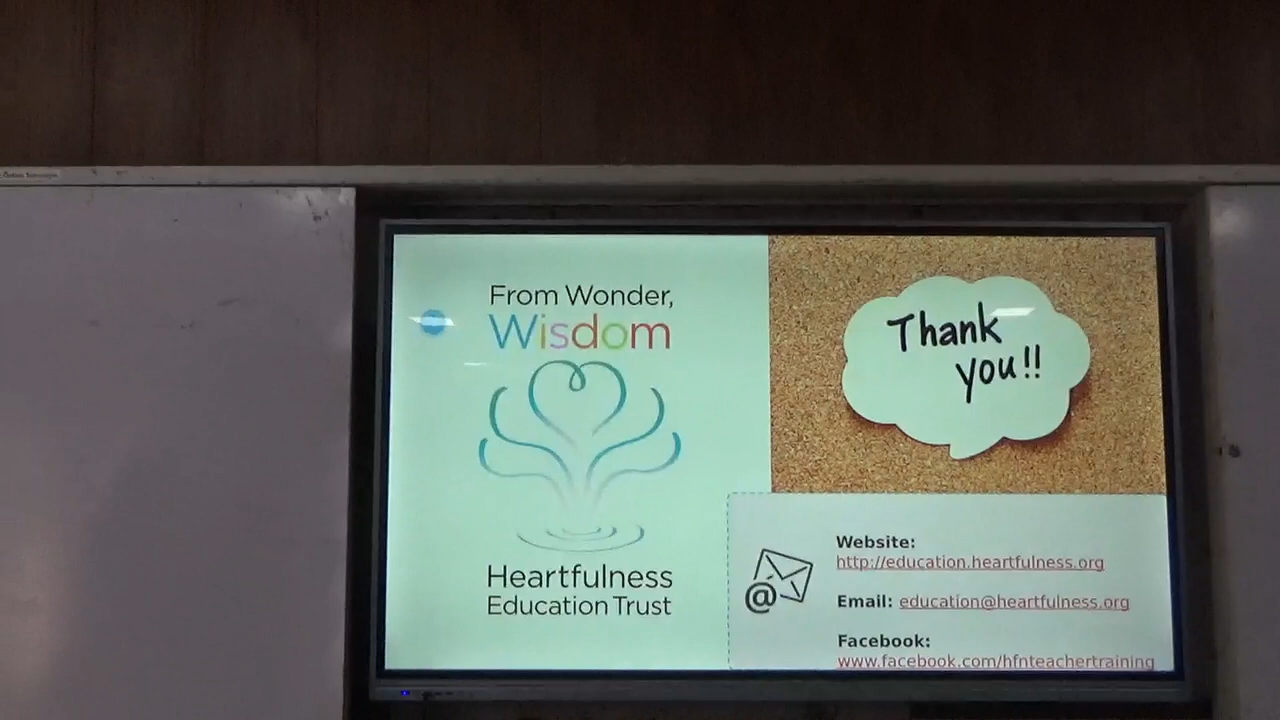 From Wonder,
Wisdom
Heartfulness
Education Trust
Thank
you!!
@
Website:
http://education.heartfulness.org
Email: education@heartfulness.org
Facebook:
www.facebook.com/hfnteachertraining